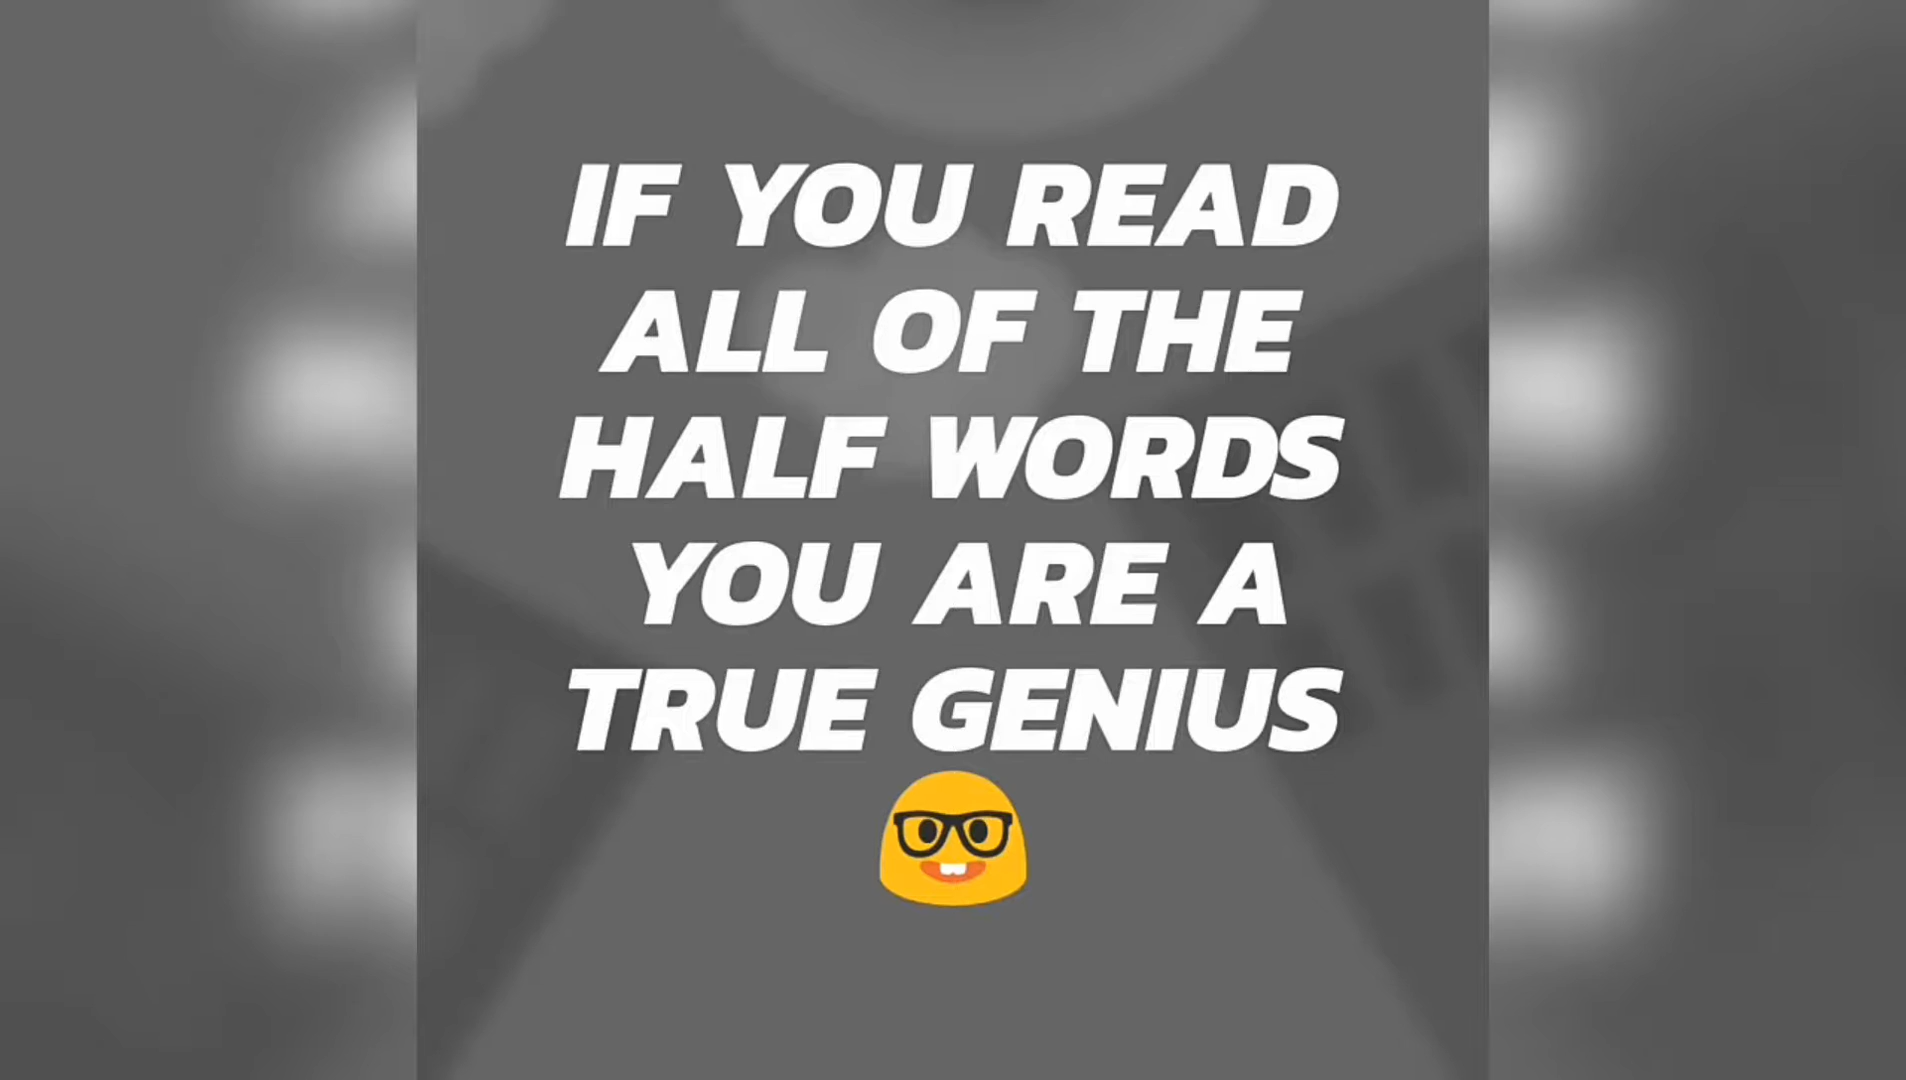 IF YOU READ
ALL OF THE
HALF WORDS
YOU ARE A
TRUE GENIUS